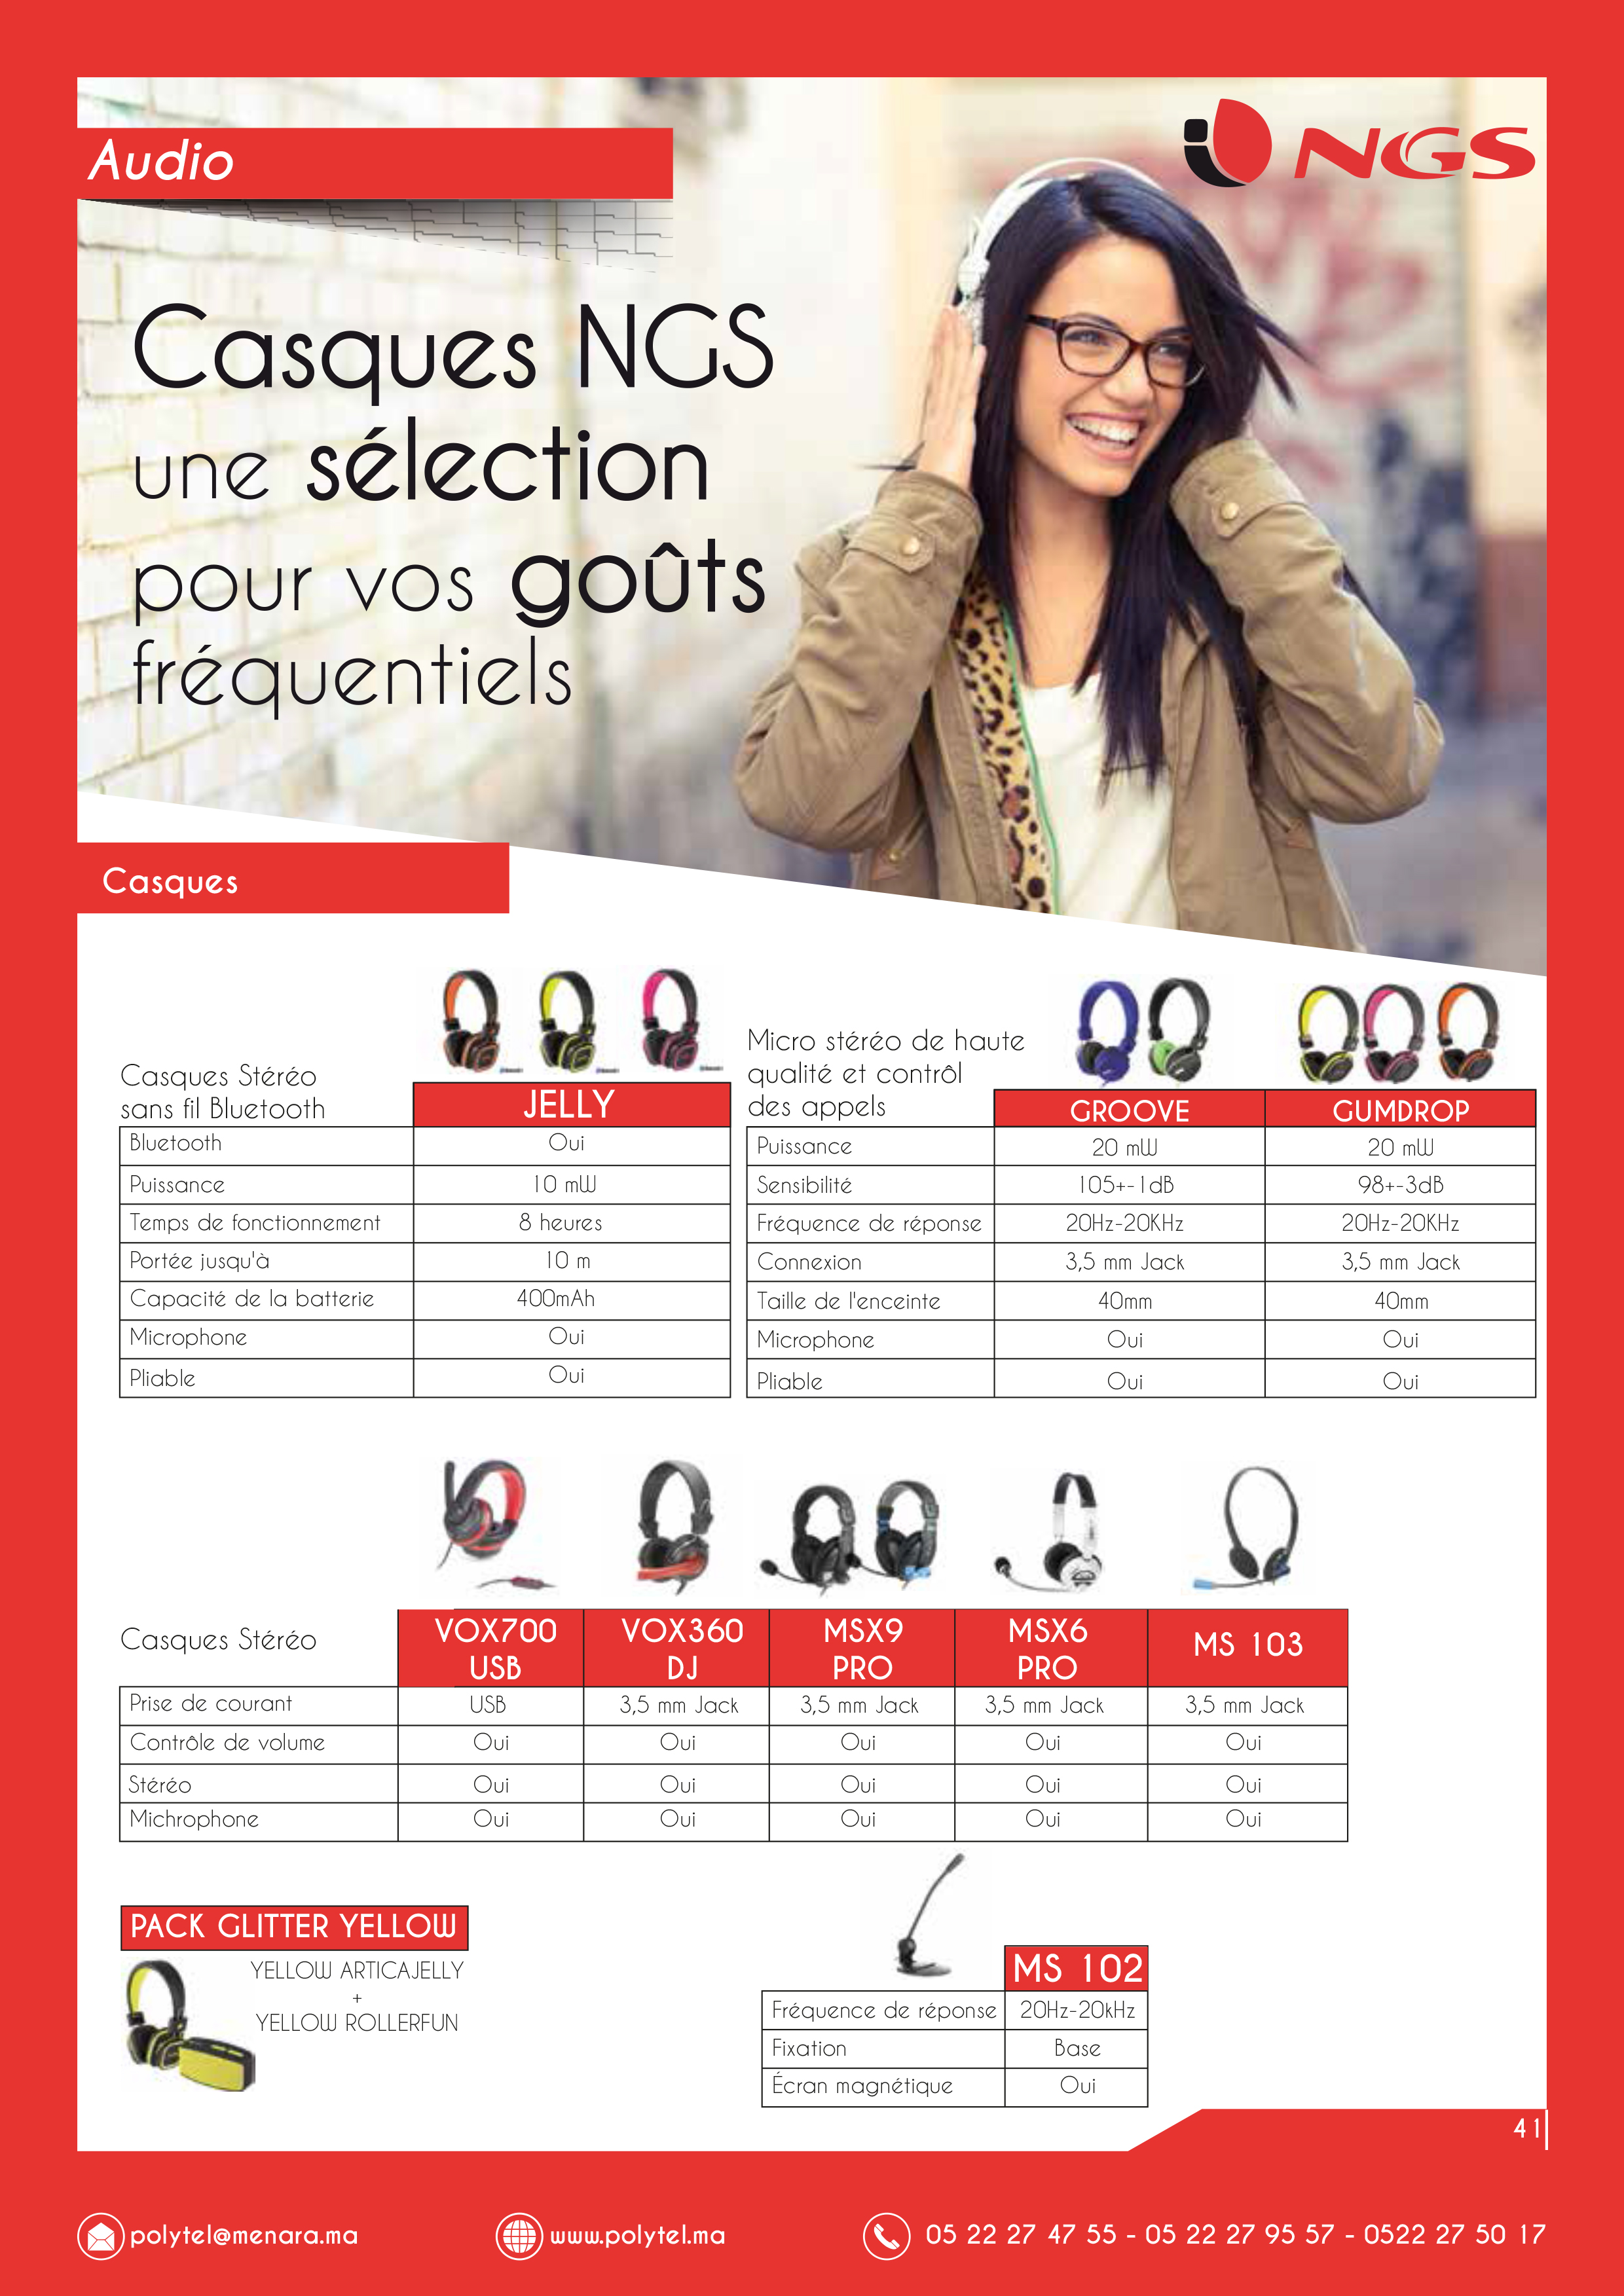 Audio
NGS
Casques NGS
une sélection
pour vos goûts
fréquentiels
Casques
Casques Stéréo
sans fil Bluetooth
JELLY
Bluetooth Oui
Puissance 10 mW
Temps de fonctionnement 8 heures
Portée jusqu'à 10 m
Capacité de la batterie 400mAh
Microphone Oui
Pliable Oui
Micro stéréo de haute
qualité et contrôl
des appels
GROOVE GUMDROP
Puissance 20 mW 20 mW
Sensibilité 105+-1dB 98+-3dB
Fréquence de réponse 20Hz-20KHz 20Hz-20KHz
Connexion 3,5 mm Jack 3,5 mm Jack
Taille de l'enceinte 40mm 40mm
Microphone Oui Oui
Pliable Oui Oui
Casques Stéréo
VOX700 USB
VOX360 DJ
MSX9 PRO
MSX6 PRO
MS 103
Prise de courant USB 3,5 mm Jack 3,5 mm Jack 3,5 mm Jack 3,5 mm Jack
Contrôle de volume Oui Oui Oui Oui Oui
Stéréo Oui Oui Oui Oui Oui
Michrophone Oui Oui Oui Oui Oui
PACK GLITTER YELLOW
YELLOW ARTICAJELLY
+
YELLOW ROLLERFUN
MS 102
Fréquence de réponse 20Hz-20kHz
Fixation Base
Écran magnétique Oui
41
polytel@menara.ma www.polytel.ma 05 22 27 47 55 - 05 22 27 95 57 - 0522 27 50 17